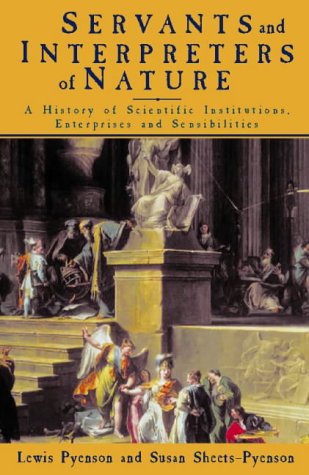 SERVANTS and
INTERPRETERS
of NATURE
A History of Scientific Institutions,
Enterprises and Sensibilities
Lewis Pyenson and Susan Sheets-Pyenson